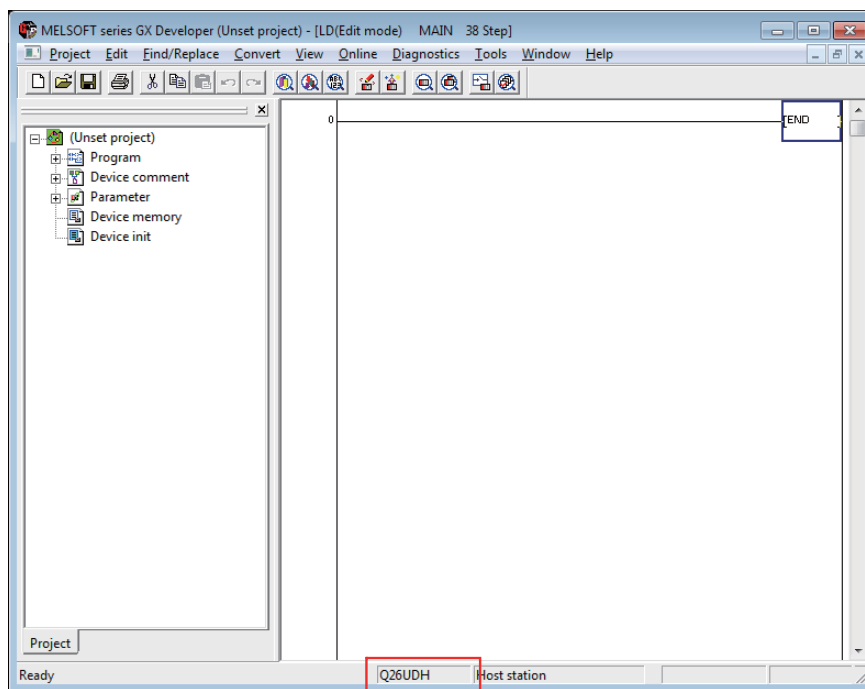 MELSOFT series GX Developer (Unset project) - [LD(Edit mode) MAIN 38 Step]
Project Edit Find/Replace Convert View Online Diagnostics Tools Window Help
0
[END ]
(Unset project)
Program
Device comment
Parameter
Device memory
Device init
Project
Ready Q26UDH Host station